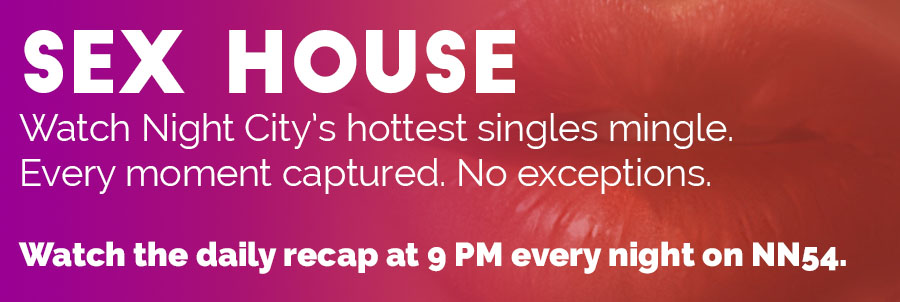 SEX HOUSE
Watch Night City's hottest singles mingle.
Every moment captured. No exceptions.
Watch the daily recap at 9 PM every night on NN54.